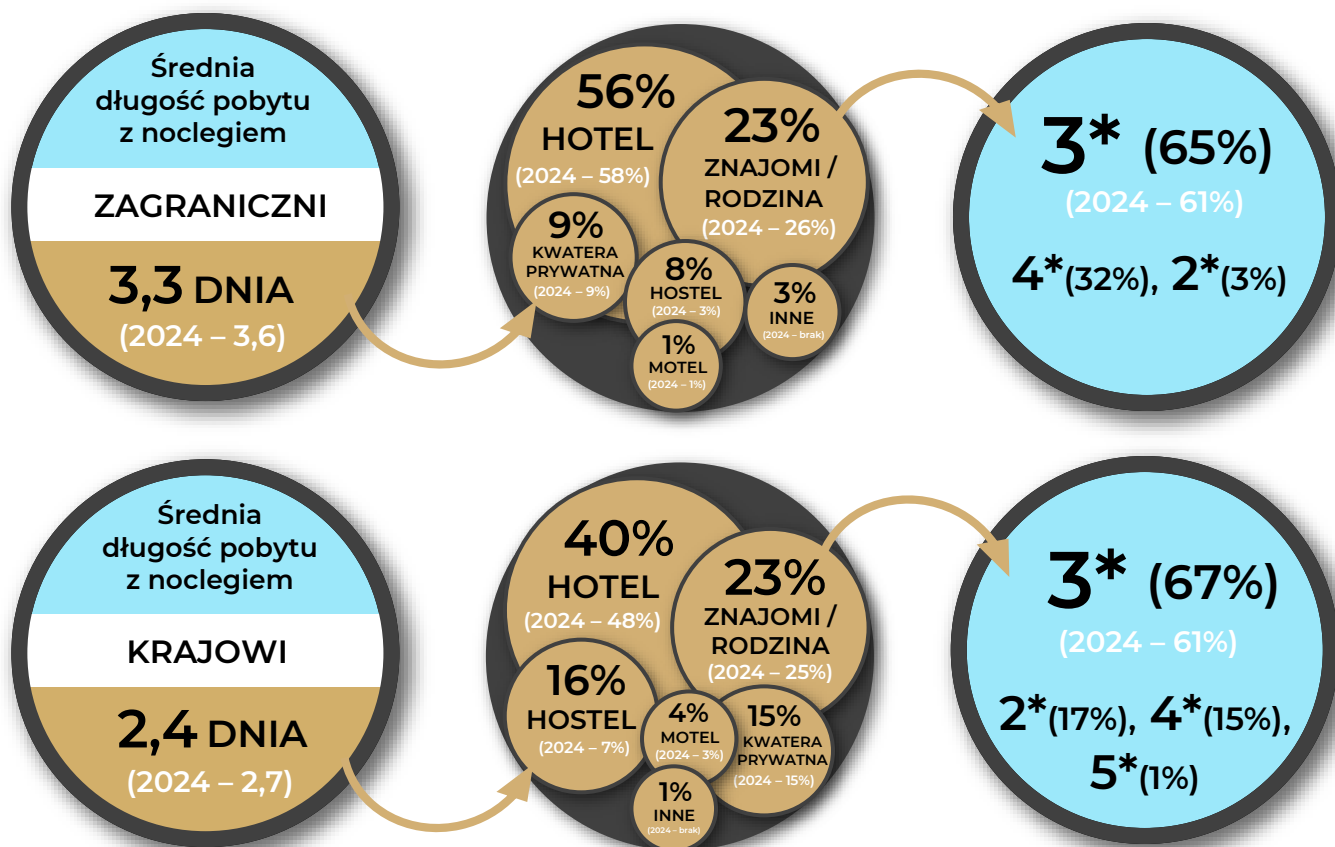 Średnia
długość pobytu
z noclegiem
ZAGRANICZNI
3,3 DNIA
(2024 – 3,6)
56%
HOTEL
(2024 – 58%)
23%
ZNAJOMI /
RODZINA
(2024 – 26%)
9%
KWATERA
PRYWATNA
(2024 – 9%)
8%
HOSTEL
(2024 – 3%)
3%
INNE
(2024 – brak)
1%
MOTEL
(2024 – 1%)
3* (65%)
(2024 – 61%)
4*(32%), 2*(3%)
Średnia
długość pobytu
z noclegiem
KRAJOWI
2,4 DNIA
(2024 – 2,7)
40%
HOTEL
(2024 – 48%)
23%
ZNAJOMI /
RODZINA
(2024 – 25%)
16%
HOSTEL
(2024 – 7%)
4%
MOTEL
(2024 – 3%)
15%
KWATERA
PRYWATNA
(2024 – 15%)
1%
INNE
(2024 – brak)
3* (67%)
(2024 – 61%)
2*(17%), 4*(15%),
5*(1%)